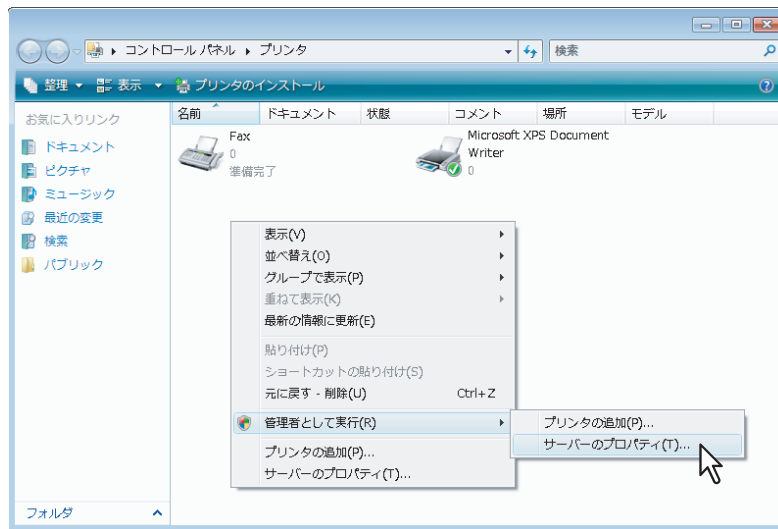 コントロール パネル プリンタ
検索
整理 表示 プリンタのインストール
お気に入りリンク
ドキュメント
ピクチャ
ミュージック
最近の変更
検索
パブリック
フォルダ
名前 ドキュメント 状態 コメント 場所 モデル
Fax
0
準備完了
Microsoft XPS Document
Writer
0
表示(V)
並べ替え(O)
グループで表示(P)
重ねて表示(K)
最新の情報に更新(E)
貼り付け(P)
ショートカットの貼り付け(S)
元に戻す - 削除(U) Ctrl+Z
管理者として実行(R)
プリンタの追加(P)...
サーバーのプロパティ(T)...
プリンタの追加(P)...
サーバーのプロパティ(T)...